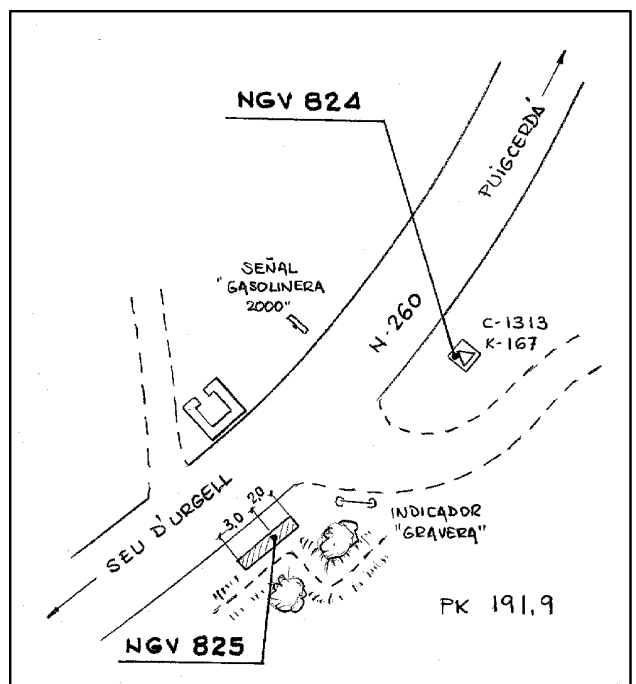 NGV 824
PUIGCERDÁ
SEÑAL
"GASOLINERA
2000"
N-260
C-1313
K-167
SEU D'URGELL
3,0
2,0
INDICADOR
"GRAVERA"
PK 191,9
NGV 825